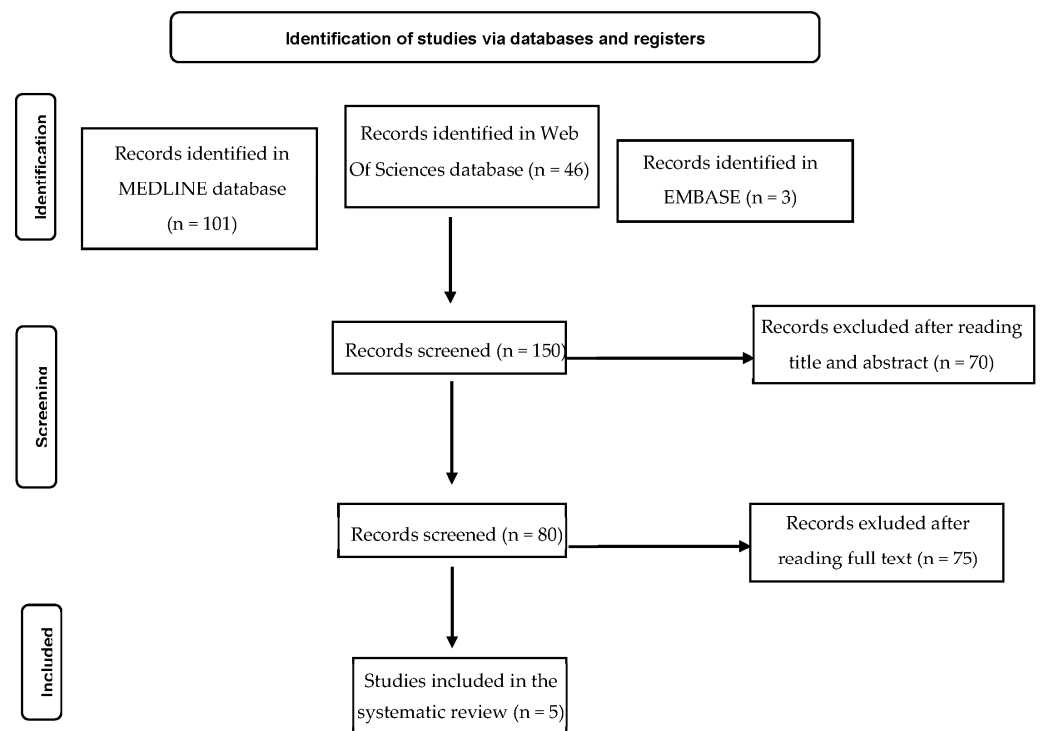 Identification of studies via databases and registers
Identification
Records identified in
MEDLINE database
(n = 101)
Records identified in Web
Of Sciences database (n = 46)
Records identified in
EMBASE (n = 3)
Screening
Records screened (n = 150)
Records excluded after reading
title and abstract (n = 70)
Records screened (n = 80)
Records exluded after
reading full text (n = 75)
Included
Studies included in the
systematic review (n = 5)